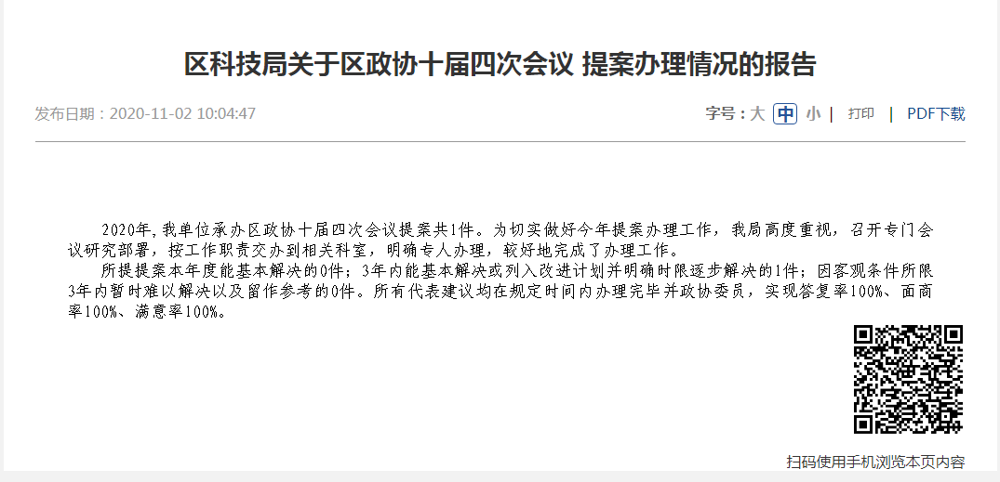 区科技局关于区政协十届四次会议 提案办理情况的报告
发布日期：2020-11-02 10:04:47 字号：大 中 小 | 打印 | PDF下载
2020年,我单位承办区政协十届四次会议提案共1件。为切实做好今年提案办理工作，我局高度重视，召开专门会
议研究部署，按工作职责交办到相关科室，明确专人办理，较好地完成了办理工作。
所提提案本年度能基本解决的0件；3年内能基本解决或列入改进计划并明确时限逐步解决的1件；因客观条件所限
3年内暂时难以解决以及留作参考的0件。所有代表建议均在规定时间内办理完毕并政协委员，实现答复率100%、面商
率100%、满意率100%。
扫码使用手机浏览本页内容